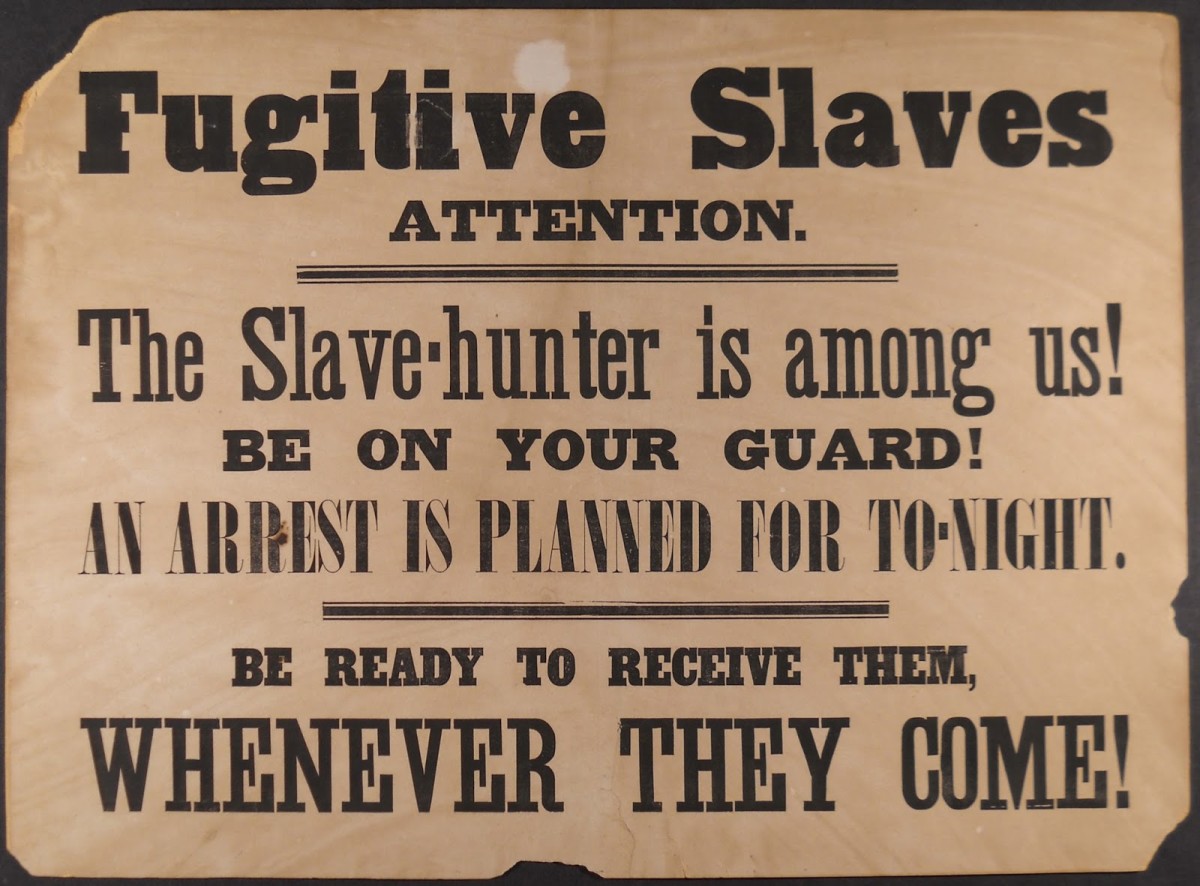 Fugitive Slaves
ATTENTION.
The Slave-hunter is among us!
BE ON YOUR GUARD!
AN ARREST IS PLANNED FOR TO-NIGHT.
BE READY TO RECEIVE THEM,
WHENEVER THEY COME!